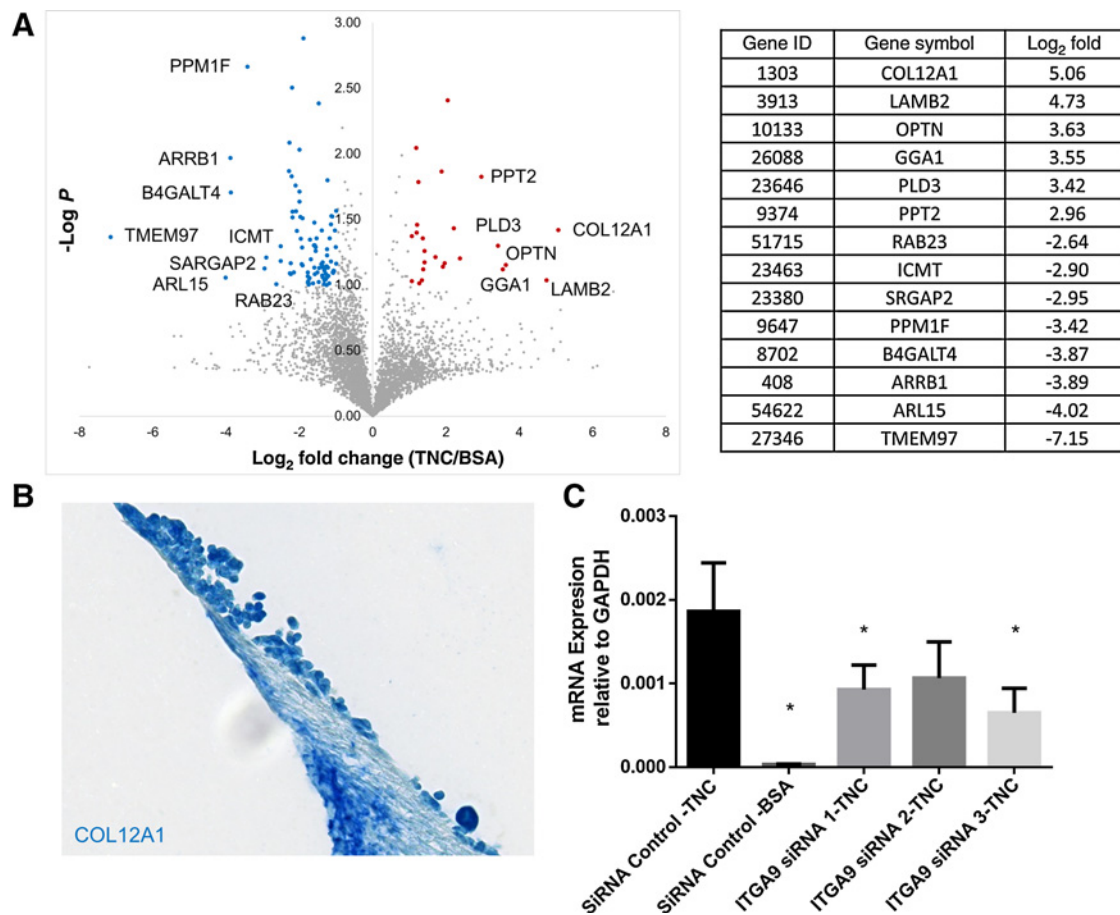 A
3.00
2.50
2.00
1.50
1.00
0.50
0.00
-8
-6
-4
-2
0
2
4
6
8
-Log P
Log2 fold change (TNC/BSA)
PPM1F
ARRB1
B4GALT4
TMEM97
ICMT
SARGAP2
ARL15
RAB23
PPT2
PLD3
COL12A1
OPTN
GGA1
LAMB2
Gene ID Gene symbol Log2 fold
1303 COL12A1 5.06
3913 LAMB2 4.73
10133 OPTN 3.63
26088 GGA1 3.55
23646 PLD3 3.42
9374 PPT2 2.96
51715 RAB23 -2.64
23463 ICMT -2.90
23380 SRGAP2 -2.95
9647 PPM1F -3.42
8702 B4GALT4 -3.87
408 ARRB1 -3.89
54622 ARL15 -4.02
27346 TMEM97 -7.15
B
COL12A1
C
mRNA Expresion
relative to GAPDH
0.003
0.002
0.001
0.000
*
*
*
SiRNA Control -TNC
SiRNA Control -BSA
ITGA9 siRNA 1-TNC
ITGA9 siRNA 2-TNC
ITGA9 siRNA 3-TNC